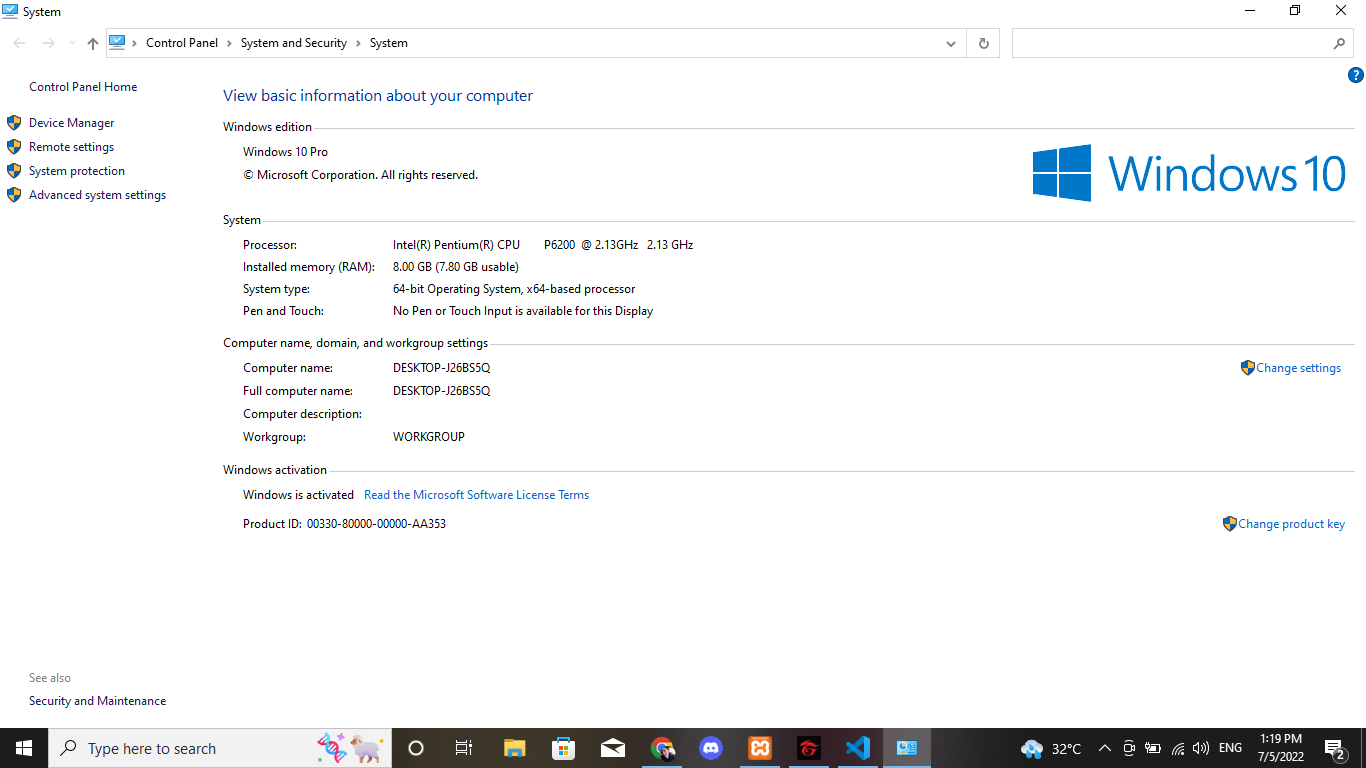 System
Control Panel › System and Security › System
Control Panel Home
Device Manager
Remote settings
System protection
Advanced system settings
View basic information about your computer
Windows edition
Windows 10 Pro
© Microsoft Corporation. All rights reserved.
Windows 10
System
Processor: Intel(R) Pentium(R) CPU P6200 @ 2.13GHz 2.13 GHz
Installed memory (RAM): 8.00 GB (7.80 GB usable)
System type: 64-bit Operating System, x64-based processor
Pen and Touch: No Pen or Touch Input is available for this Display
Computer name, domain, and workgroup settings
Computer name: DESKTOP-J26BS5Q Change settings
Full computer name: DESKTOP-J26BS5Q
Computer description:
Workgroup: WORKGROUP
Windows activation
Windows is activated Read the Microsoft Software License Terms
Product ID: 00330-80000-00000-AA353 Change product key
See also
Security and Maintenance
Type here to search
32°C
ENG
1:19 PM
7/5/2022
2